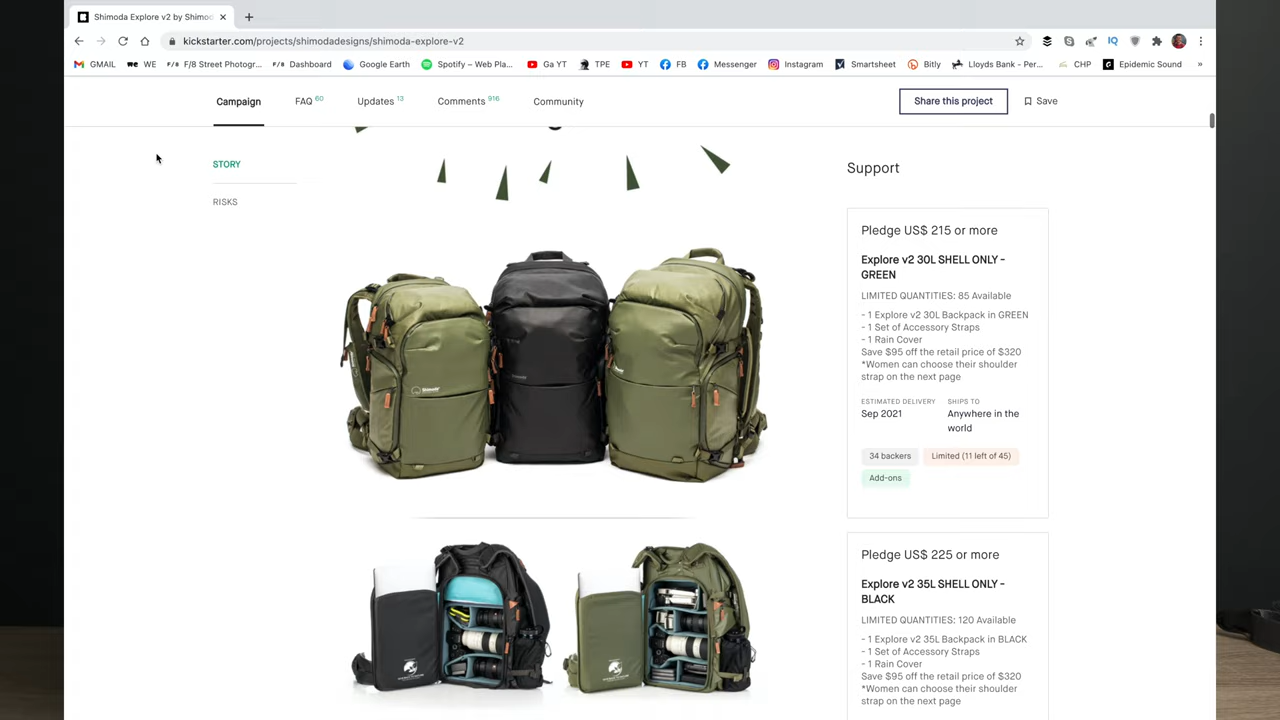 Shimoda Explore v2 by Shimod
kickstarter.com/projects/shimodadesigns/shimoda-explore-v2
GMAIL WE F/8 F/8 Street Photogr... F/8 Dashboard Google Earth Spotify – Web Pla... Ga YT TPE YT FB Messenger Instagram Smartsheet Bitly Lloyds Bank - Per... CHP Epidemic Sound »
IQ
Campaign FAQ 60 Updates 13 Comments 916 Community Share this project Save
STORY
RISKS
Support
Pledge US$ 215 or more
Explore v2 30L SHELL ONLY -
GREEN
LIMITED QUANTITIES: 85 Available
- 1 Explore v2 30L Backpack in GREEN
- 1 Set of Accessory Straps
- 1 Rain Cover
Save $95 off the retail price of $320
*Women can choose their shoulder
strap on the next page
ESTIMATED DELIVERY SHIPS TO
Sep 2021 Anywhere in the
world
34 backers Limited (11 left of 45)
Add-ons
Pledge US$ 225 or more
Explore v2 35L SHELL ONLY -
BLACK
LIMITED QUANTITIES: 120 Available
- 1 Explore v2 35L Backpack in BLACK
- 1 Set of Accessory Straps
- 1 Rain Cover
Save $95 off the retail price of $320
*Women can choose their shoulder
strap on the next page